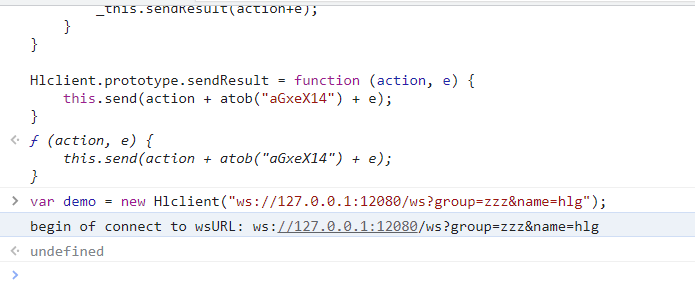 _this.sendResult(action+e);
}
}
Hlclient.prototype.sendResult = function (action, e) {
this.send(action + atob("aGxeX14") + e);
}
f (action, e) {
this.send(action + atob("aGxeX14") + e);
}
var demo = new Hlclient("ws://127.0.0.1:12080/ws?group=zzz&name=hlg");
begin of connect to wsURL: ws://127.0.0.1:12080/ws?group=zzz&name=hlg
undefined